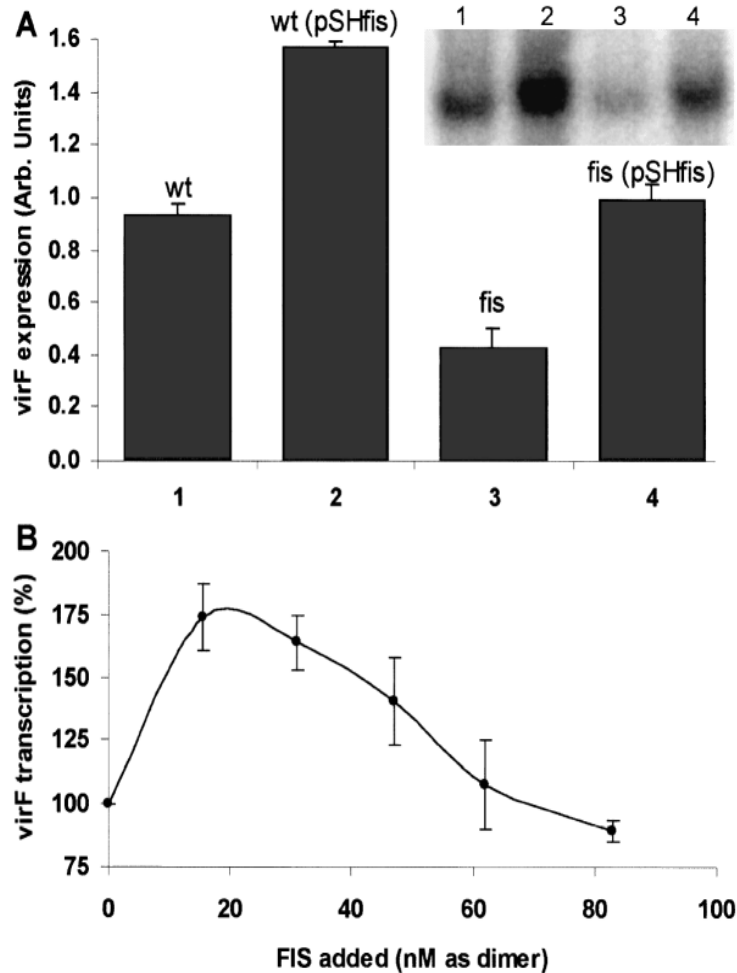 A
virF expression (Arb. Units)
1.6
1.4
1.2
1.0
0.8
0.6
0.4
0.2
0.0
wt
wt (pSHfis)
fis
fis (pSHfis)
1 2 3 4
1 2 3 4
B
virF transcription (%)
200
175
150
125
100
75
0 20 40 60 80 100
FIS added (nM as dimer)